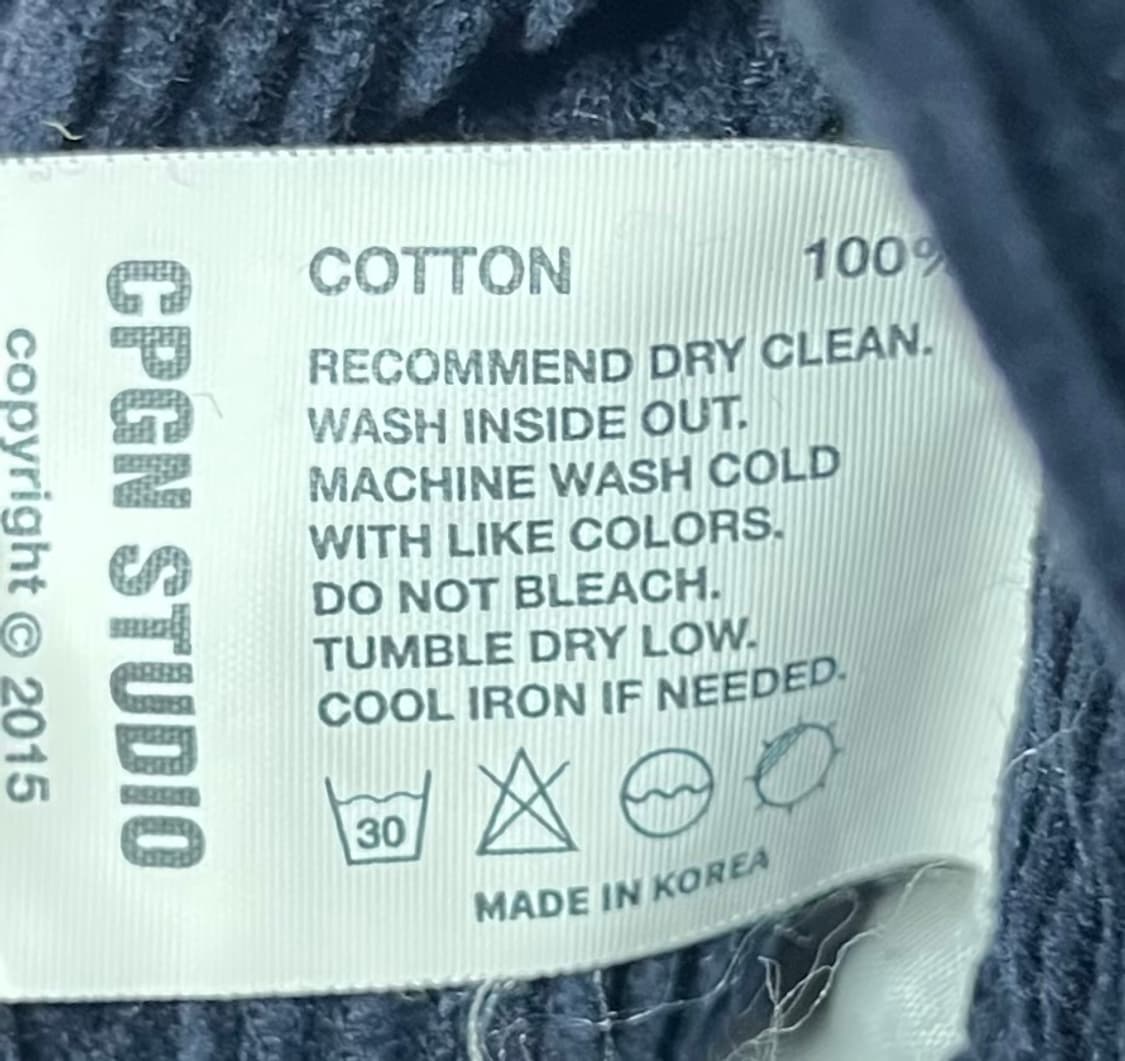 COTTON 100%
RECOMMEND DRY CLEAN.
WASH INSIDE OUT.
MACHINE WASH COLD
WITH LIKE COLORS.
DO NOT BLEACH.
TUMBLE DRY LOW.
COOL IRON IF NEEDED.
30
MADE IN KOREA
CPGN STUDIO
copyright © 2015